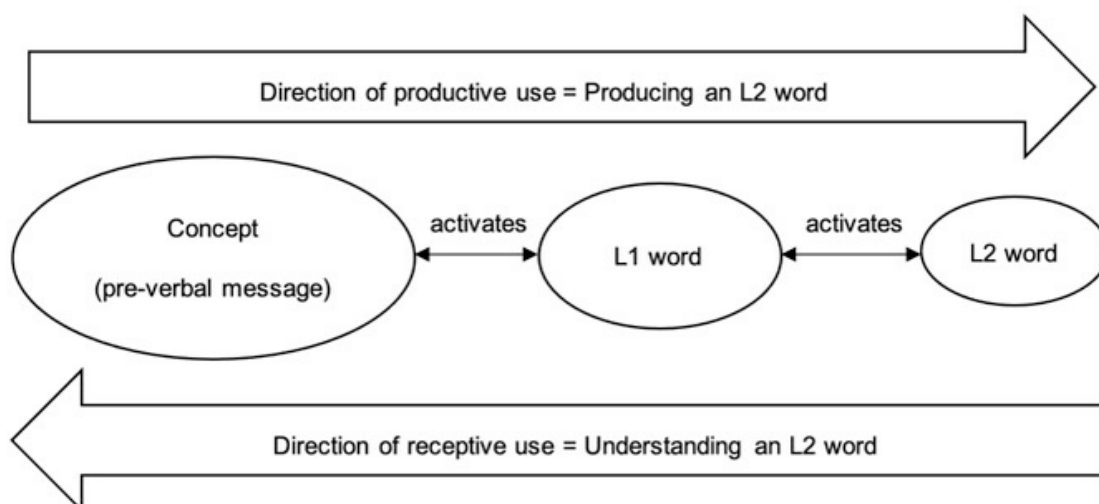 Direction of productive use = Producing an L2 word
activates
activates
Concept
(pre-verbal message)
L1 word
L2 word
Direction of receptive use = Understanding an L2 word